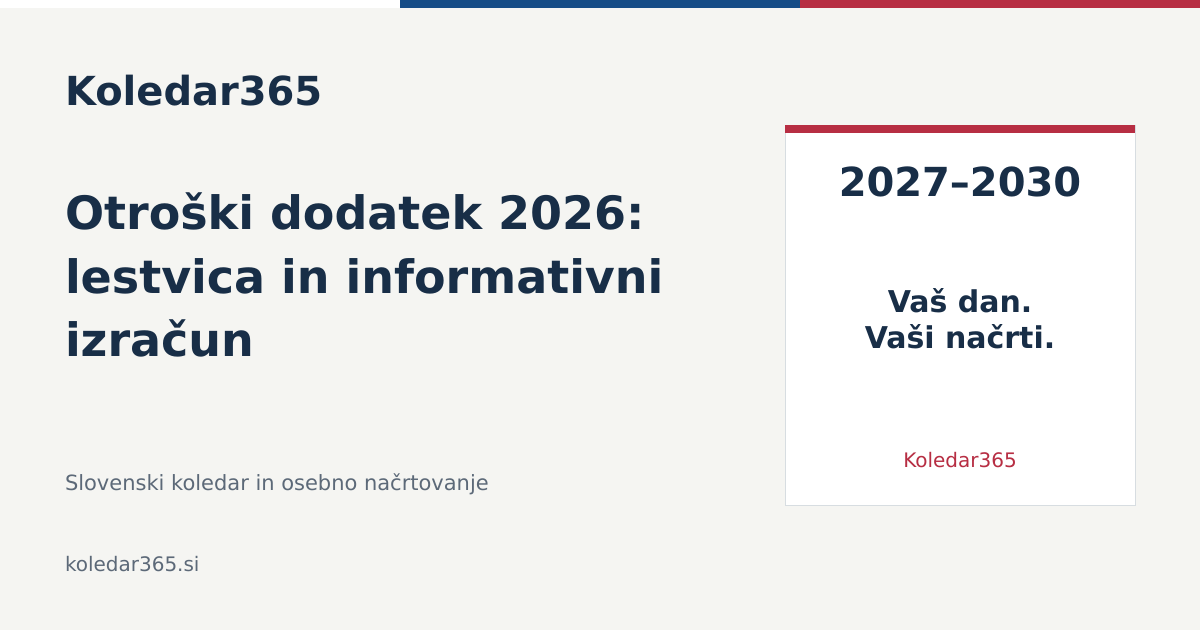 Koledar365
Otroški dodatek 2026:
lestvica in informativni
izračun
Slovenski koledar in osebno načrtovanje
koledar365.si
2027–2030
Vaš dan.
Vaši načrti.
Koledar365